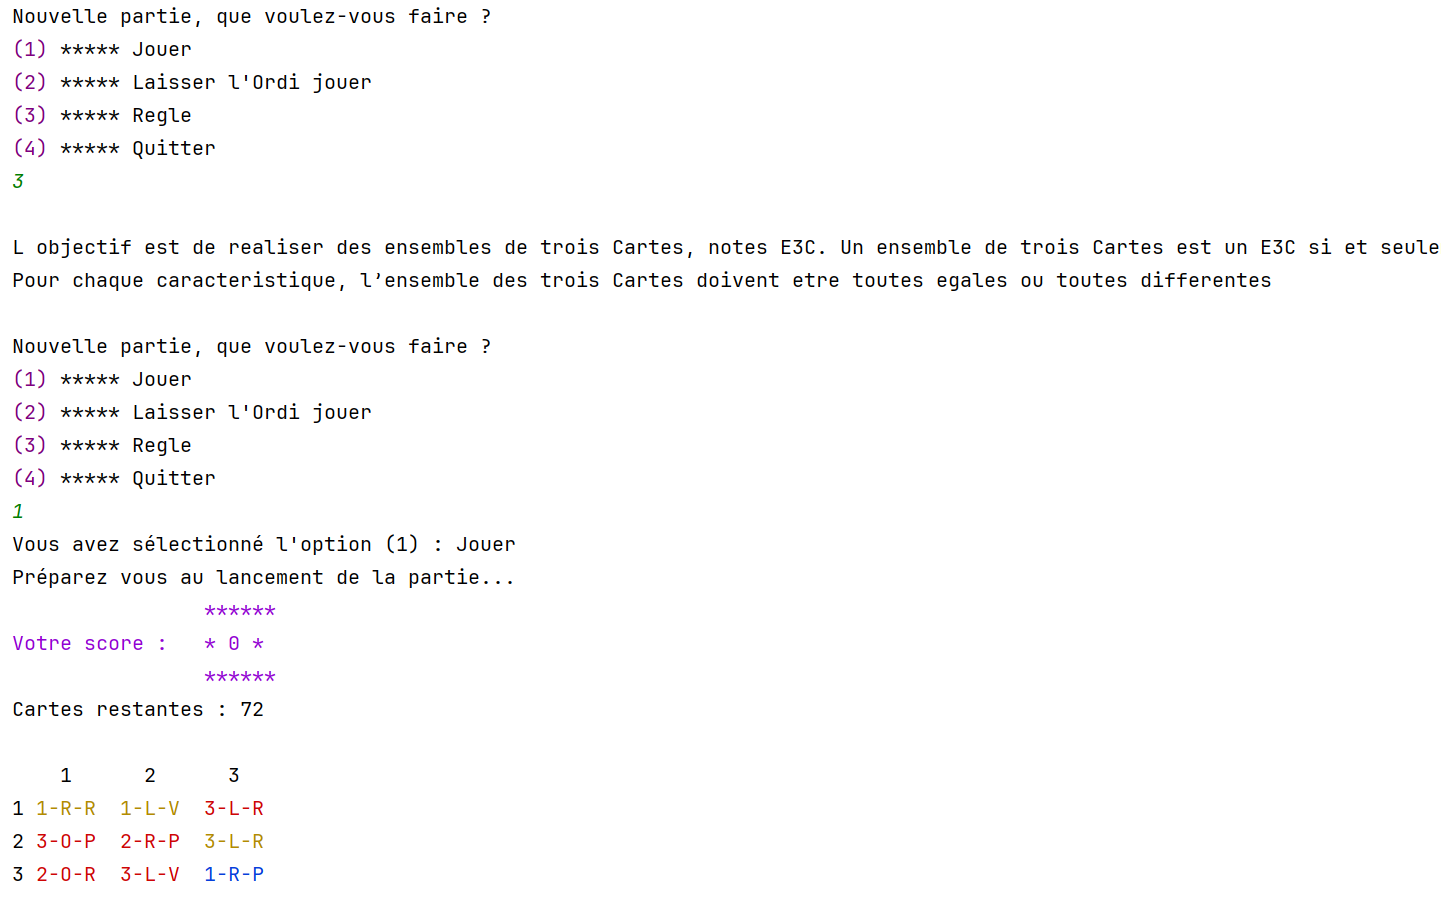 Nouvelle partie, que voulez-vous faire ?
(1) ***** Jouer
(2) ***** Laisser l'Ordi jouer
(3) ***** Regle
(4) ***** Quitter
3
L objectif est de realiser des ensembles de trois Cartes, notes E3C. Un ensemble de trois Cartes est un E3C si et seule
Pour chaque caracteristique, l’ensemble des trois Cartes doivent etre toutes egales ou toutes differentes
Nouvelle partie, que voulez-vous faire ?
(1) ***** Jouer
(2) ***** Laisser l'Ordi jouer
(3) ***** Regle
(4) ***** Quitter
1
Vous avez sélectionné l'option (1) : Jouer
Préparez vous au lancement de la partie...
******
Votre score : * 0 *
******
Cartes restantes : 72
1 2 3
1 1-R-R 1-L-V 3-L-R
2 3-O-P 2-R-P 3-L-R
3 2-O-R 3-L-V 1-R-P